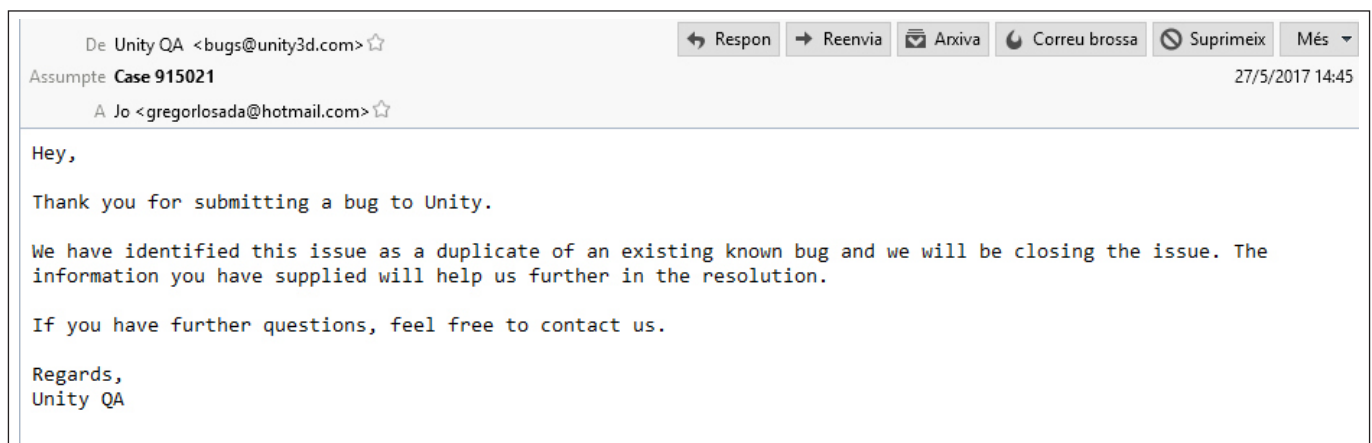 De Unity QA <bugs@unity3d.com>
Respon Reenvia Arxiva Correu brossa Suprimeix Més
Assumpte Case 915021
27/5/2017 14:45
A Jo <gregorlosada@hotmail.com>
Hey,
Thank you for submitting a bug to Unity.
We have identified this issue as a duplicate of an existing known bug and we will be closing the issue. The
information you have supplied will help us further in the resolution.
If you have further questions, feel free to contact us.
Regards,
Unity QA